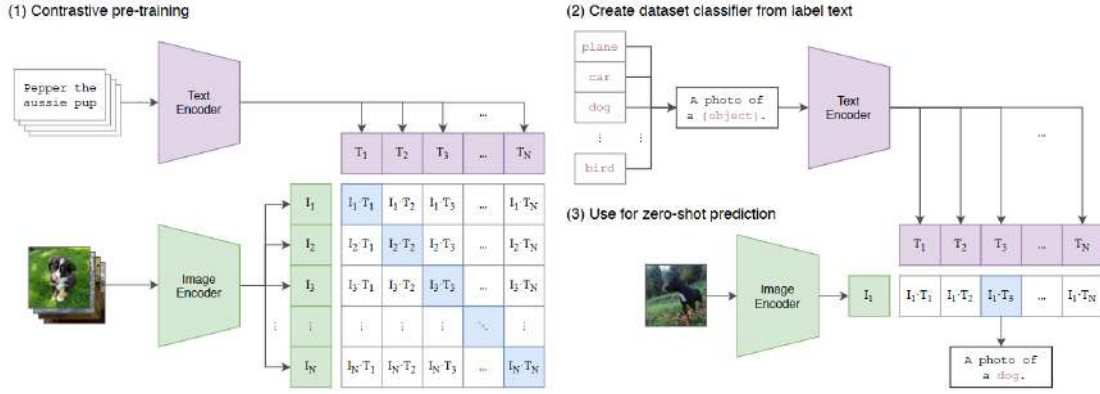 (1) Contrastive pre-training
Pepper the
aussie pup
Text
Encoder
...
T1 T2 T3 ... TN
Image
Encoder
I1 I1·T1 I1·T2 I1·T3 ... I1·TN
I2 I2·T1 I2·T2 I2·T3 ... I2·TN
I3 I3·T1 I3·T2 I3·T3 ... I3·TN
⋮ ⋮ ⋮ ⋮ ⋮ ⋱ ⋮
IN IN·T1 IN·T2 IN·T3 ... IN·TN
(2) Create dataset classifier from label text
plane
car
dog
⋮ ⋮
bird
A photo of
a {object}.
Text
Encoder
...
(3) Use for zero-shot prediction
T1 T2 T3 ... TN
Image
Encoder
I1 I1·T1 I1·T2 I1·T3 ... I1·TN
A photo of
a dog.